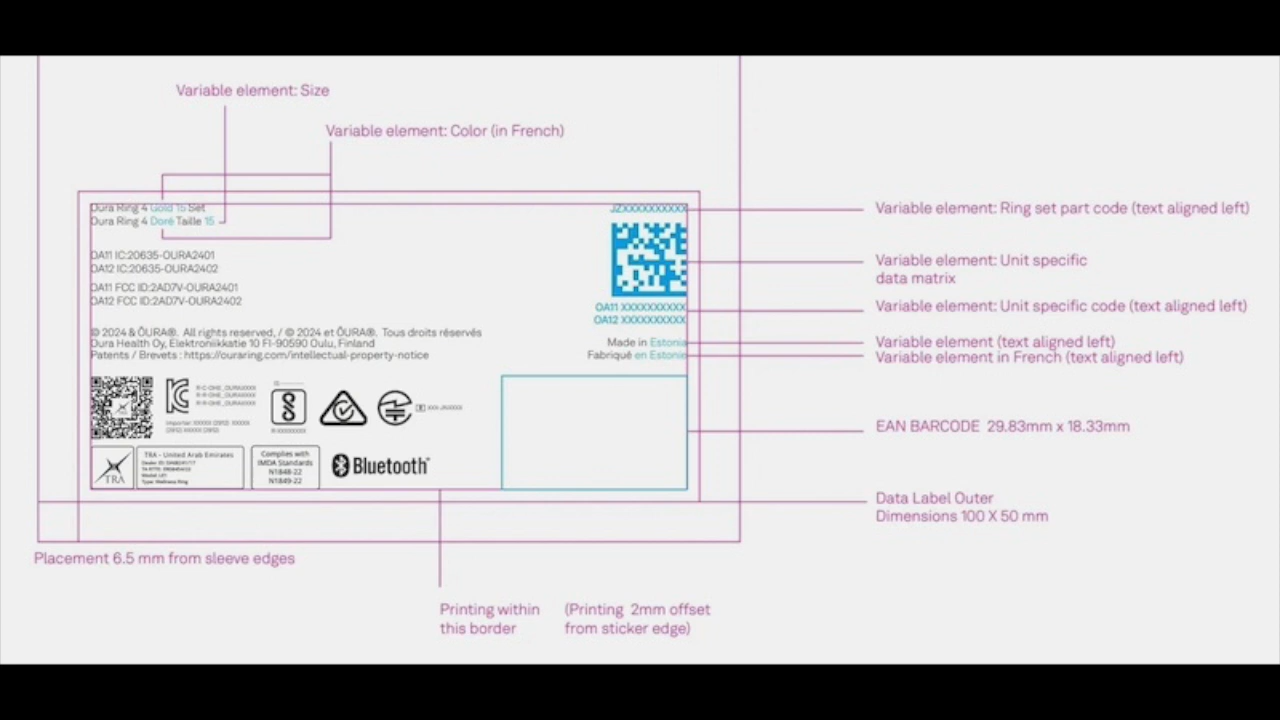 Variable element: Size
Variable element: Color (in French)
Oura Ring 4 Gold 15 Set
Oura Ring 4 Doré Taille 15
OA11 IC:20635-OURA2401
OA12 IC:20635-OURA2402
OA11 FCC ID:2AD7V-OURA2401
OA12 FCC ID:2AD7V-OURA2402
© 2024 & ŌURA®. All rights reserved, / © 2024 et ŌURA®. Tous droits réservés
Oura Health Oy, Elektroniikkatie 10 FI-90590 Oulu, Finland
Patents / Brevets : https://ouraring.com/intellectual-property-notice
JZXXXXXXXXXX
OA11 XXXXXXXXXX
OA12 XXXXXXXXXX
Made in Estonia
Fabriqué en Estonie
TRA
TRA - United Arab Emirates
Type: Wellness Ring
Complies with
IMDA Standards
N1848-22
N1849-22
Bluetooth
Variable element: Ring set part code (text aligned left)
Variable element: Unit specific
data matrix
Variable element: Unit specific code (text aligned left)
Variable element (text aligned left)
Variable element in French (text aligned left)
EAN BARCODE 29.83mm x 18.33mm
Data Label Outer
Dimensions 100 X 50 mm
Placement 6.5 mm from sleeve edges
Printing within
this border
(Printing 2mm offset
from sticker edge)